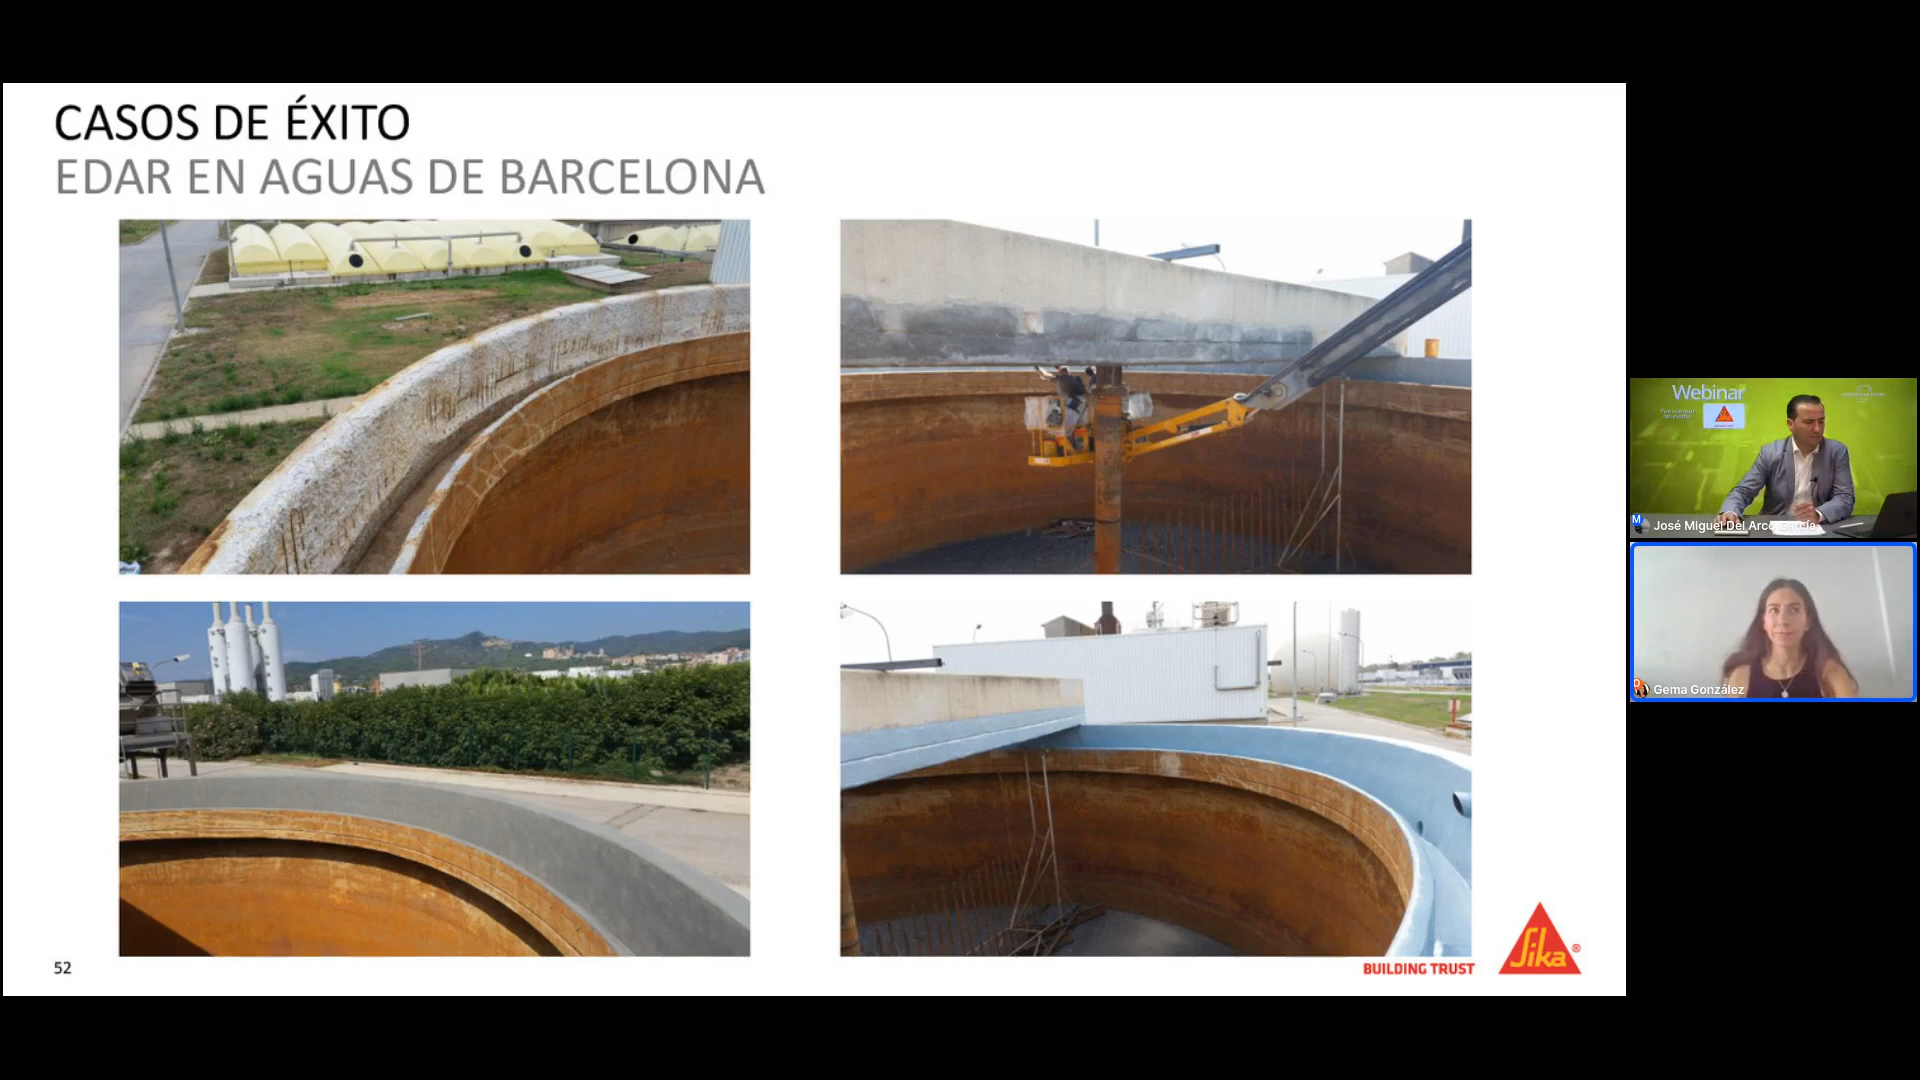 CASOS DE ÉXITO
EDAR EN AGUAS DE BARCELONA
52
BUILDING TRUST
Sika®
Webinar
M
José Miguel Del Arco García
Gema González